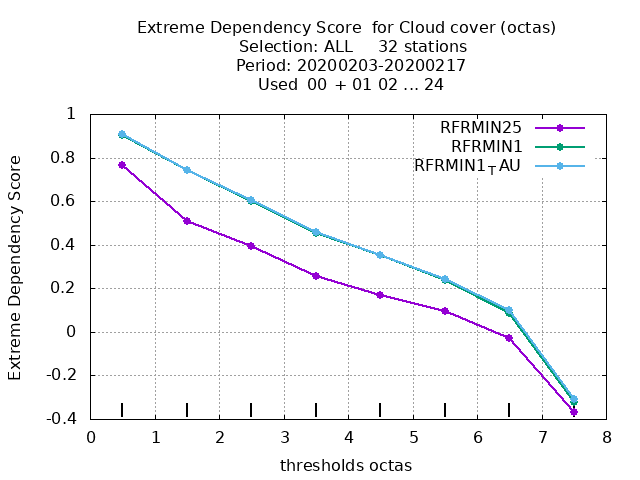 Extreme Dependency Score  for Cloud cover (octas)
Selection: ALL     32 stations
Period: 20200203-20200217
Used  00 + 01 02 ... 24
RFRMIN25
RFRMIN1
RFRMIN1TAU
Extreme Dependency Score
1
0.8
0.6
0.4
0.2
0
-0.2
-0.4
0 1 2 3 4 5 6 7 8
thresholds octas